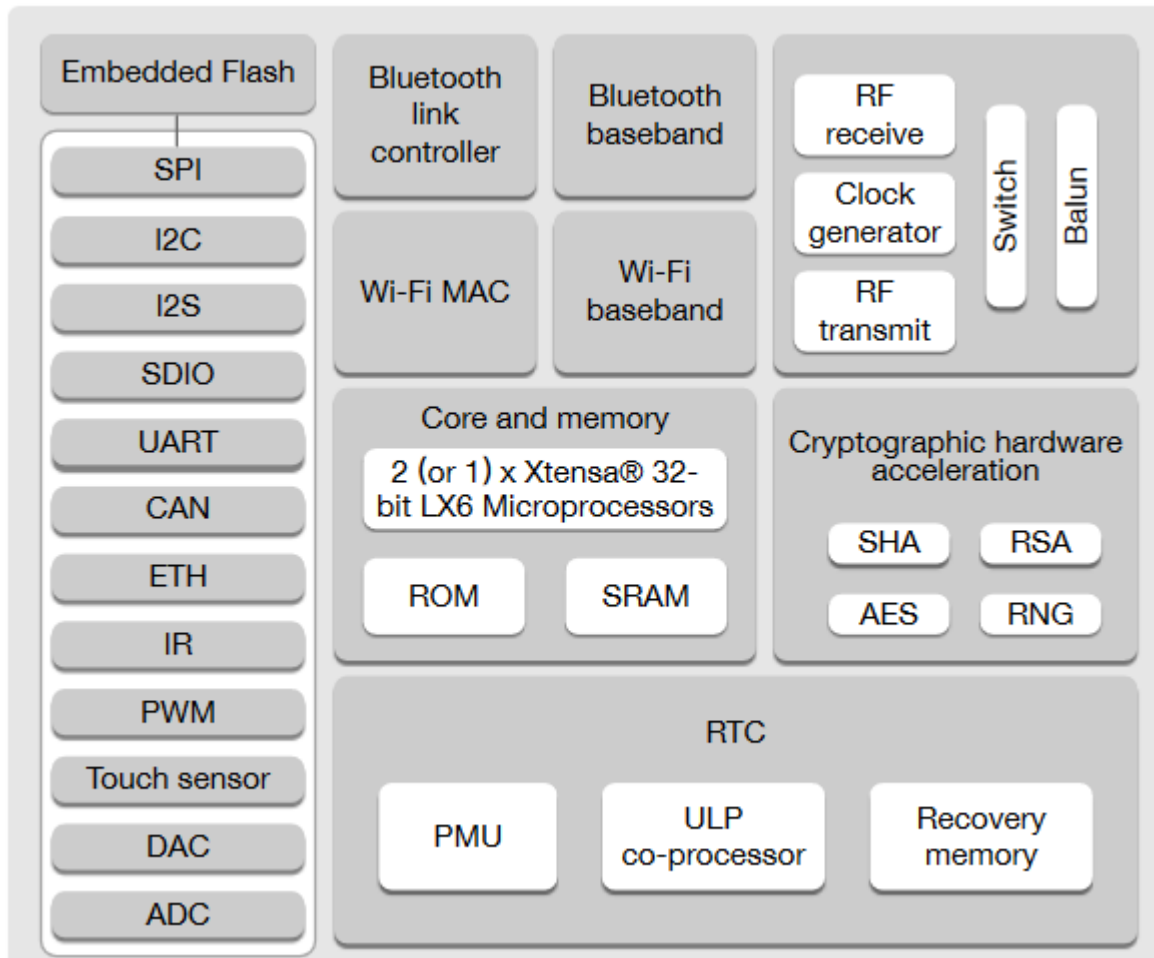 Embedded Flash
SPI
I2C
I2S
SDIO
UART
CAN
ETH
IR
PWM
Touch sensor
DAC
ADC
Bluetooth
link
controller
Bluetooth
baseband
Wi-Fi MAC
Wi-Fi
baseband
RF
receive
Clock
generator
RF
transmit
Switch
Balun
Core and memory
2 (or 1) x Xtensa® 32-
bit LX6 Microprocessors
ROM
SRAM
Cryptographic hardware
acceleration
SHA
RSA
AES
RNG
RTC
PMU
ULP
co-processor
Recovery
memory